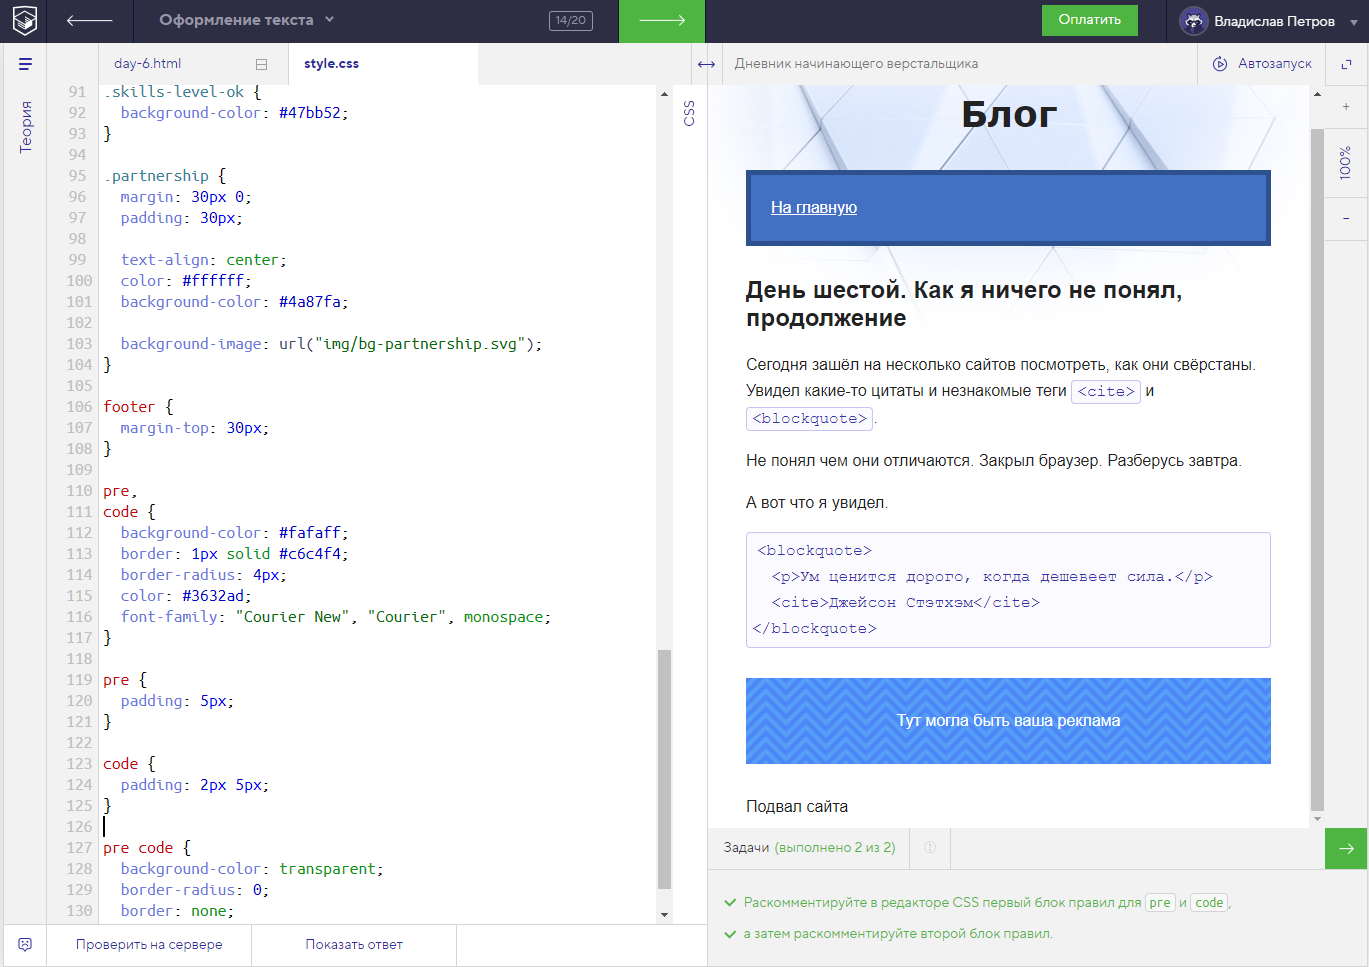 Оформление текста
14/20
Оплатить
Владислав Петров
day-6.html
style.css
Дневник начинающего верстальщика
Автозапуск
Теория
CSS
100%
+
-
91 .skills-level-ok {
92 background-color: #47bb52;
93 }
94
95 .partnership {
96 margin: 30px 0;
97 padding: 30px;
98
99 text-align: center;
100 color: #ffffff;
101 background-color: #4a87fa;
102
103 background-image: url("img/bg-partnership.svg");
104 }
105
106 footer {
107 margin-top: 30px;
108 }
109
110 pre,
111 code {
112 background-color: #fafaff;
113 border: 1px solid #c6c4f4;
114 border-radius: 4px;
115 color: #3632ad;
116 font-family: "Courier New", "Courier", monospace;
117 }
118
119 pre {
120 padding: 5px;
121 }
122
123 code {
124 padding: 2px 5px;
125 }
126
127 pre code {
128 background-color: transparent;
129 border-radius: 0;
130 border: none;
Проверить на сервере
Показать ответ
Блог
На главную
День шестой. Как я ничего не понял,
продолжение
Сегодня зашёл на несколько сайтов посмотреть, как они свёрстаны.
Увидел какие-то цитаты и незнакомые теги <cite> и
<blockquote>.
Не понял чем они отличаются. Закрыл браузер. Разберусь завтра.
А вот что я увидел.
<blockquote>
<p>Ум ценится дорого, когда дешевеет сила.</p>
<cite>Джейсон Стэтхэм</cite>
</blockquote>
Тут могла быть ваша реклама
Подвал сайта
Задачи (выполнено 2 из 2)
Раскомментируйте в редакторе CSS первый блок правил для pre и code,
а затем раскомментируйте второй блок правил.